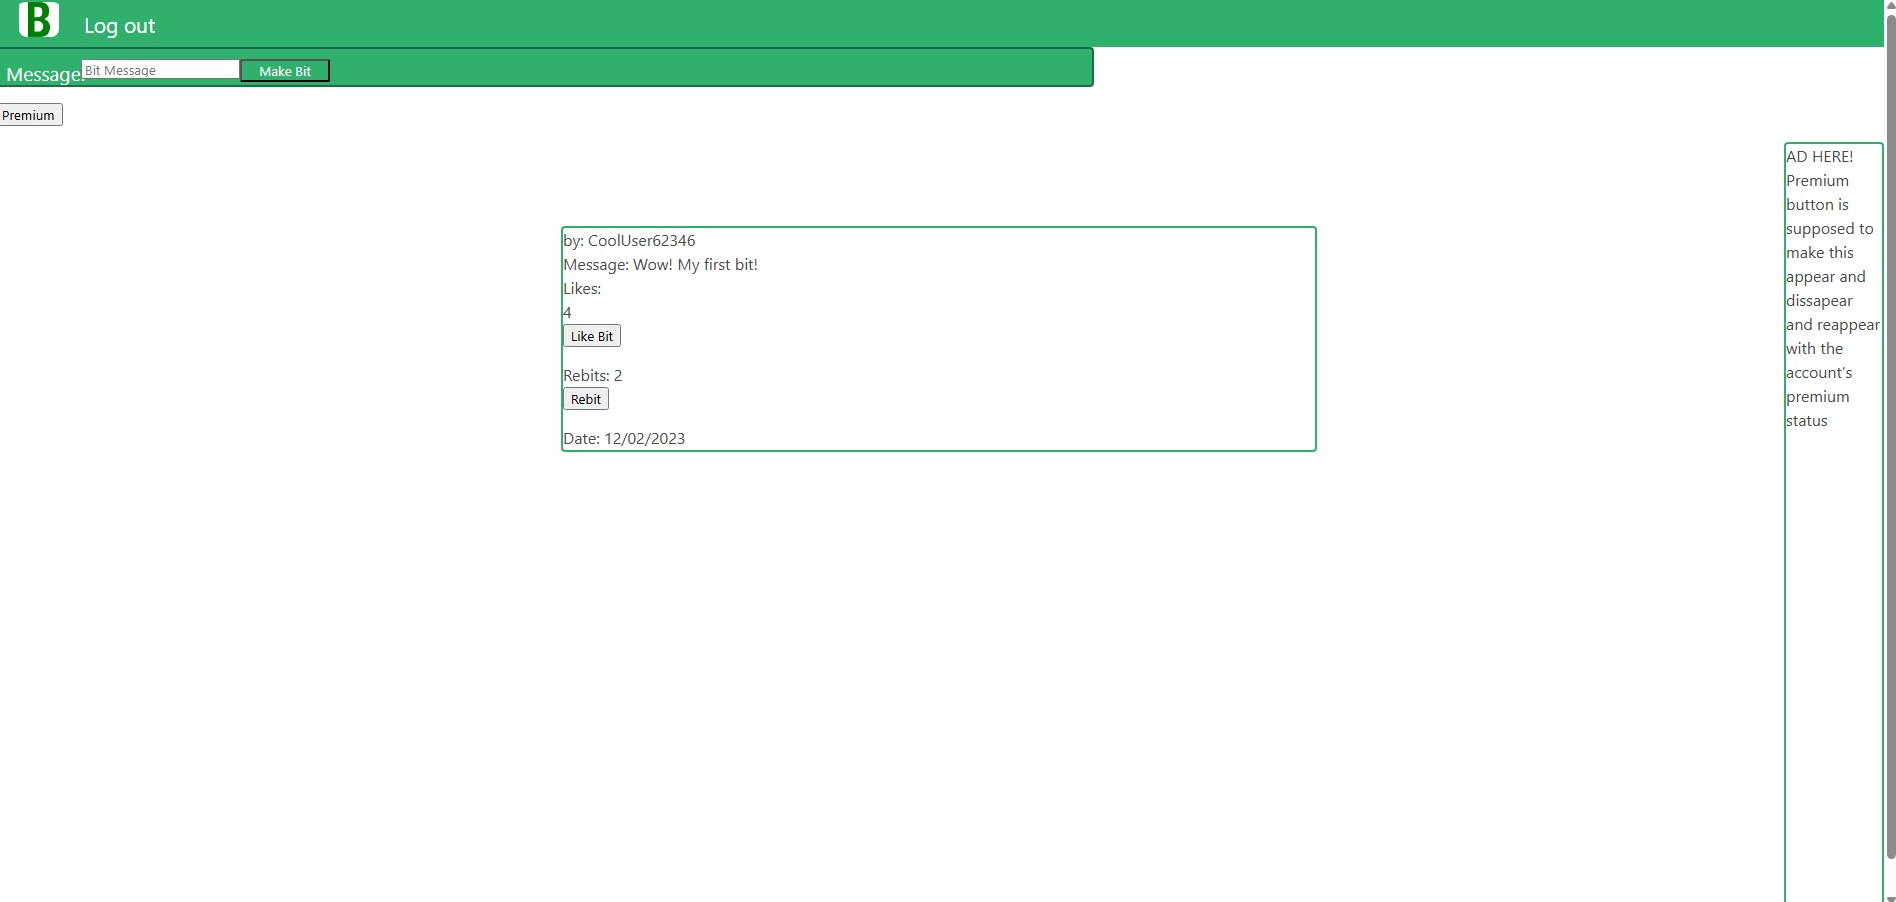 B
Log out
Message:
Bit Message
Make Bit
Premium
AD HERE!
Premium
button is
supposed to
make this
appear and
dissapear
and reappear
with the
account's
premium
status
by: CoolUser62346
Message: Wow! My first bit!
Likes:
4
Like Bit
Rebits: 2
Rebit
Date: 12/02/2023